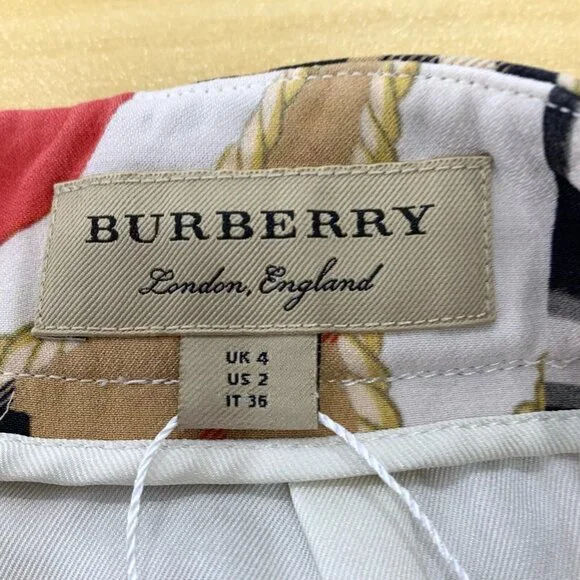 BURBERRY
London, England
UK 4
US 2
IT 36